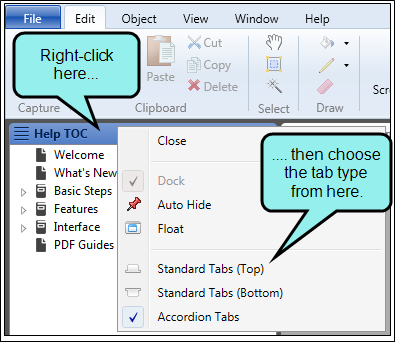 File Edit Object View Window Help
Right-click
here...
Cut
Copy
Delete
Paste
Capture Clipboard Select Draw
Scre
Help TOC
Welcome
What's New
Basic Steps
Features
Interface
PDF Guides
Close
Dock
Auto Hide
Float
Standard Tabs (Top)
Standard Tabs (Bottom)
Accordion Tabs
.... then choose
the tab type
from here.